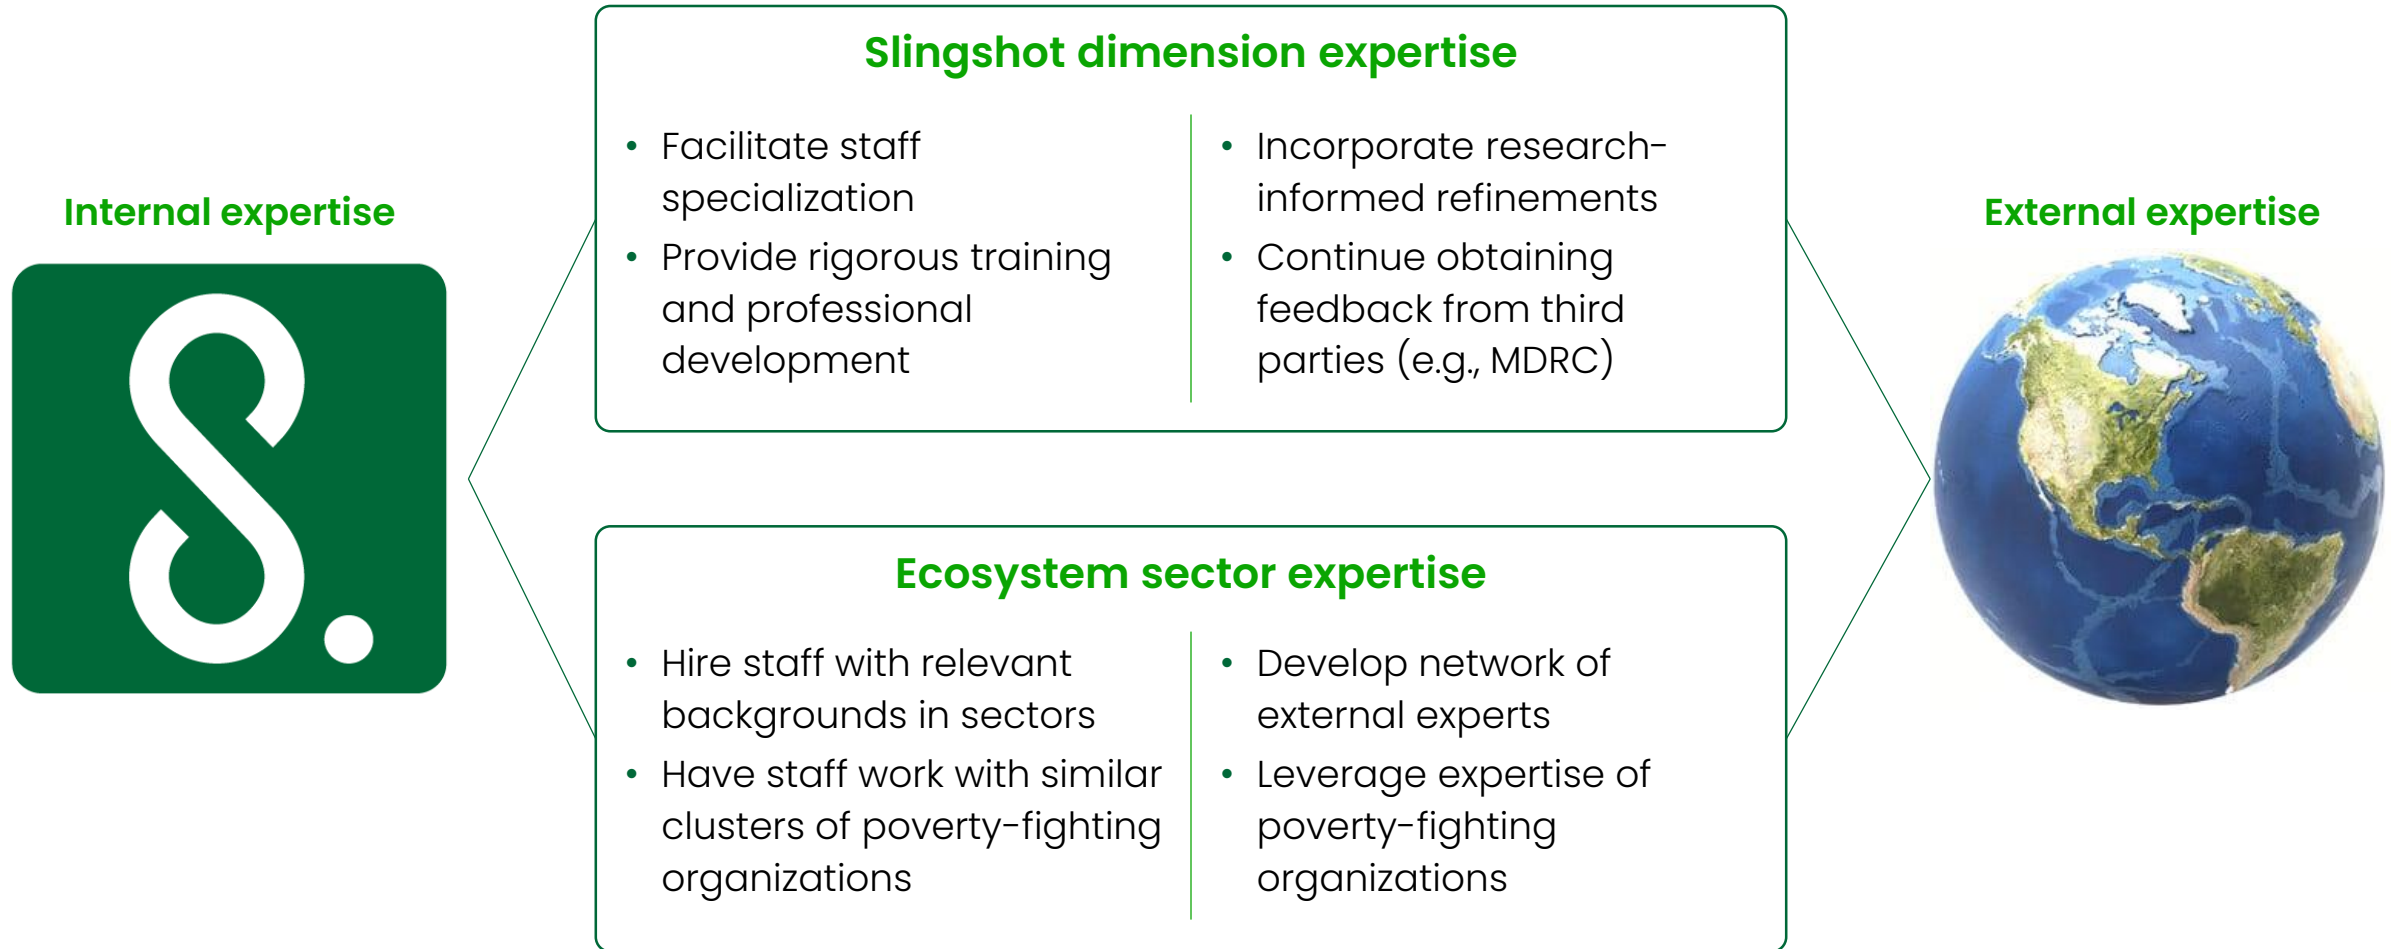 Internal expertise
Slingshot dimension expertise
• Facilitate staff
specialization
• Provide rigorous training
and professional
development
• Incorporate research-
informed refinements
• Continue obtaining
feedback from third
parties (e.g., MDRC)
Ecosystem sector expertise
• Hire staff with relevant
backgrounds in sectors
• Have staff work with similar
clusters of poverty-fighting
organizations
• Develop network of
external experts
• Leverage expertise of
poverty-fighting
organizations
External expertise
S.